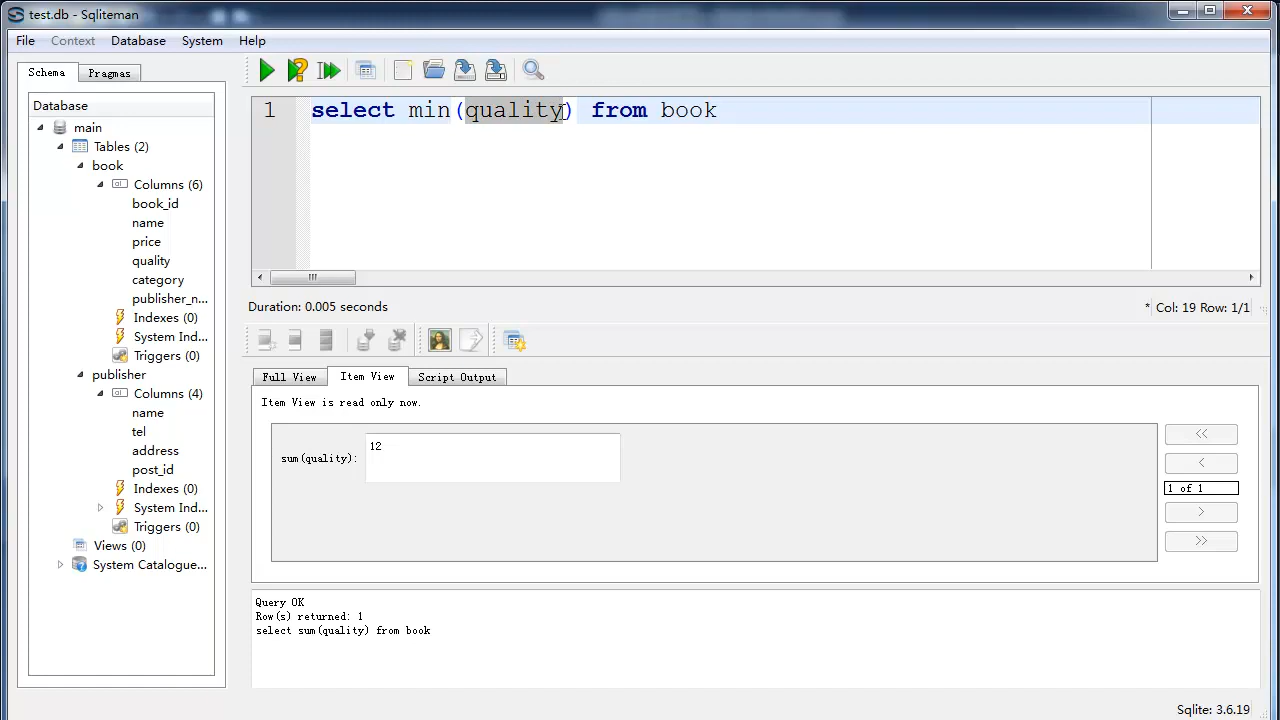 test.db - Sqliteman
File Context Database System Help
Schema Pragmas
Database
main
Tables (2)
book
Columns (6)
book_id
name
price
quality
category
publisher_n...
Indexes (0)
System Ind...
Triggers (0)
publisher
Columns (4)
name
tel
address
post_id
Indexes (0)
System Ind...
Triggers (0)
Views (0)
System Catalogue...
1 select min(quality) from book
Duration: 0.005 seconds
* Col: 19 Row: 1/1
Full View Item View Script Output
Item View is read only now.
sum(quality): 12
<<
<
1 of 1
>
>>
Query OK
Row(s) returned: 1
select sum(quality) from book
Sqlite: 3.6.19